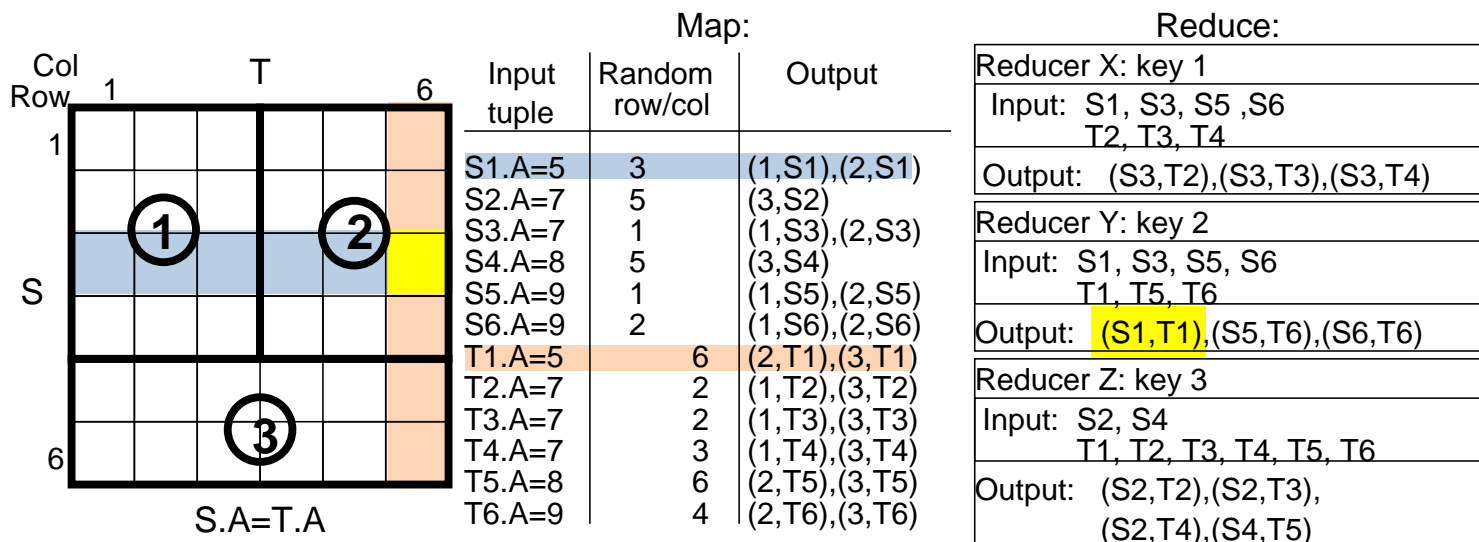 Col
Row
T
1
6
1
S
6
1
2
3
S.A=T.A
Map:
Input tuple
Random row/col
Output
S1.A=5 3 (1,S1),(2,S1)
S2.A=7 5 (3,S2)
S3.A=7 1 (1,S3),(2,S3)
S4.A=8 5 (3,S4)
S5.A=9 1 (1,S5),(2,S5)
S6.A=9 2 (1,S6),(2,S6)
T1.A=5 6 (2,T1),(3,T1)
T2.A=7 2 (1,T2),(3,T2)
T3.A=7 2 (1,T3),(3,T3)
T4.A=7 3 (1,T4),(3,T4)
T5.A=8 6 (2,T5),(3,T5)
T6.A=9 4 (2,T6),(3,T6)
Reduce:
Reducer X: key 1
Input: S1, S3, S5 ,S6
T2, T3, T4
Output: (S3,T2),(S3,T3),(S3,T4)
Reducer Y: key 2
Input: S1, S3, S5, S6
T1, T5, T6
Output: (S1,T1),(S5,T6),(S6,T6)
Reducer Z: key 3
Input: S2, S4
T1, T2, T3, T4, T5, T6
Output: (S2,T2),(S2,T3),
(S2,T4),(S4,T5)